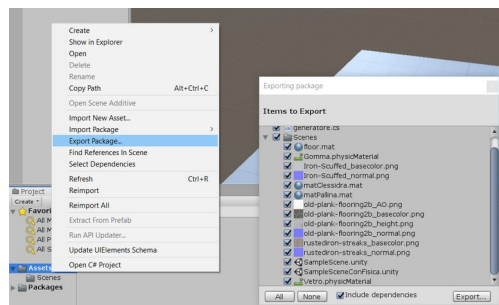 Create
Show in Explorer
Open
Delete
Rename
Copy Path Alt+Ctrl+C
Open Scene Additive
Import New Asset...
Import Package
Export Package...
Find References In Scene
Select Dependencies
Refresh Ctrl+R
Reimport
Reimport All
Extract From Prefab
Run API Updater...
Update UIElements Schema
Open C# Project
Project
Create
Favori
All M
All M
All P
All S
Assets
Scenes
Packages
Exporting package
Items to Export
generatore.cs
Scenes
floor.mat
Gomma.physicMaterial
Iron-Scuffed_basecolor.png
Iron-Scuffed_normal.png
matClessidra.mat
matPallina.mat
old-plank-flooring2b_AO.png
old-plank-flooring2b_basecolor.png
old-plank-flooring2b_height.png
old-plank-flooring2b_normal.png
rustediron-streaks_basecolor.png
rustediron-streaks_normal.png
SampleScene.unity
SampleSceneConFisica.unity
Vetro.physicMaterial
All None Include dependencies Export...